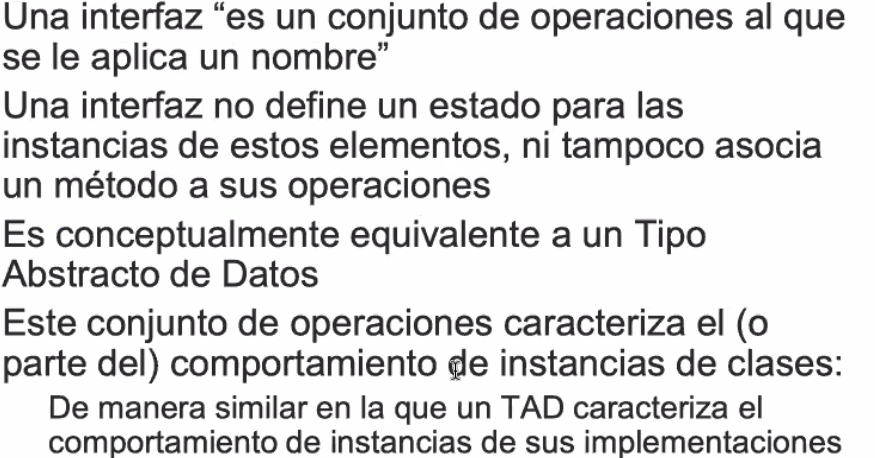 Una interfaz “es un conjunto de operaciones al que
se le aplica un nombre”
Una interfaz no define un estado para las
instancias de estos elementos, ni tampoco asocia
un método a sus operaciones
Es conceptualmente equivalente a un Tipo
Abstracto de Datos
Este conjunto de operaciones caracteriza el (o
parte del) comportamiento de instancias de clases:
De manera similar en la que un TAD caracteriza el
comportamiento de instancias de sus implementaciones